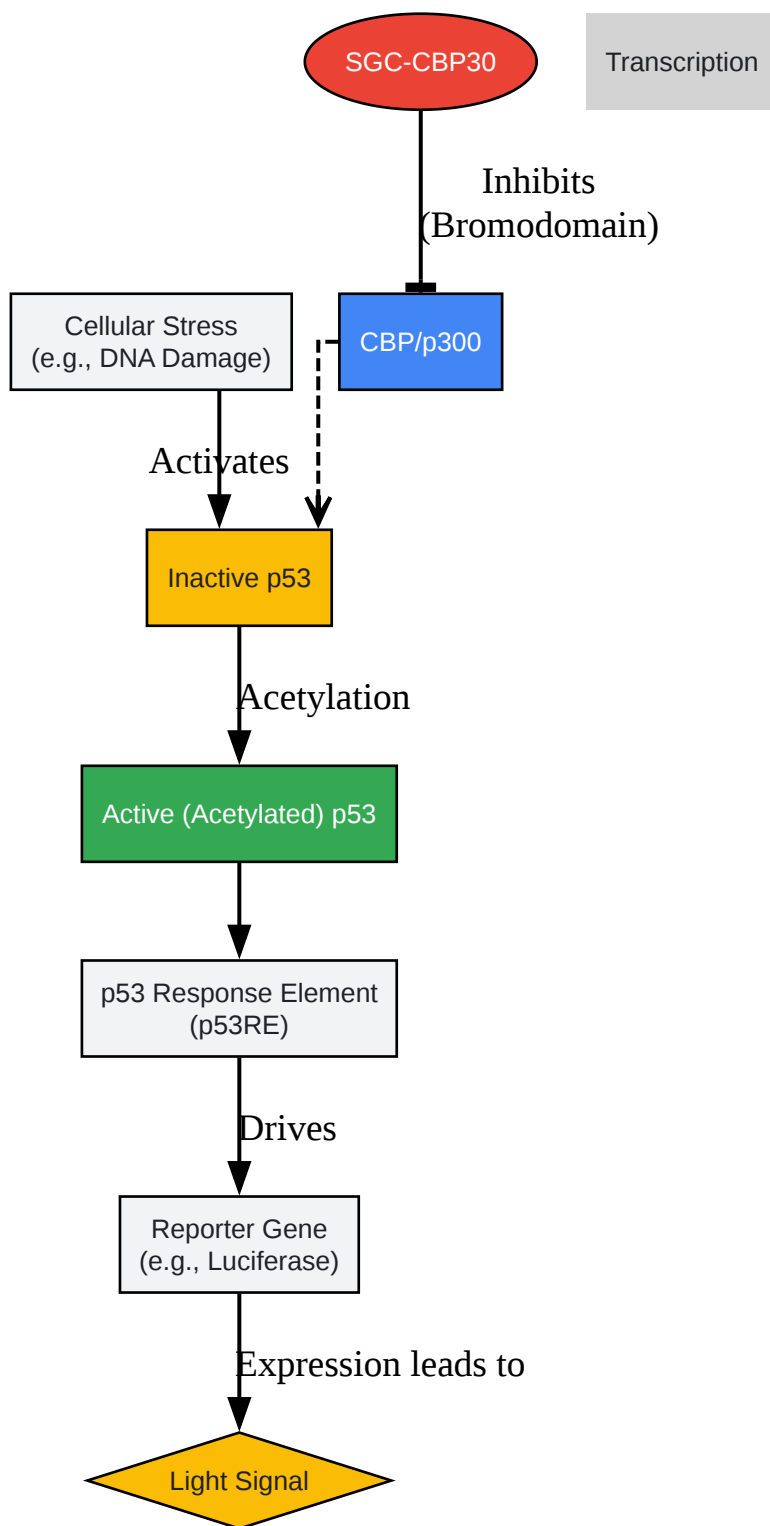 SGC-CBP30
Transcription
Inhibits
(Bromodomain)
Cellular Stress
(e.g., DNA Damage)
CBP/p300
Activates
Inactive p53
Acetylation
Active (Acetylated) p53
p53 Response Element
(p53RE)
Drives
Reporter Gene
(e.g., Luciferase)
Expression leads to
Light Signal